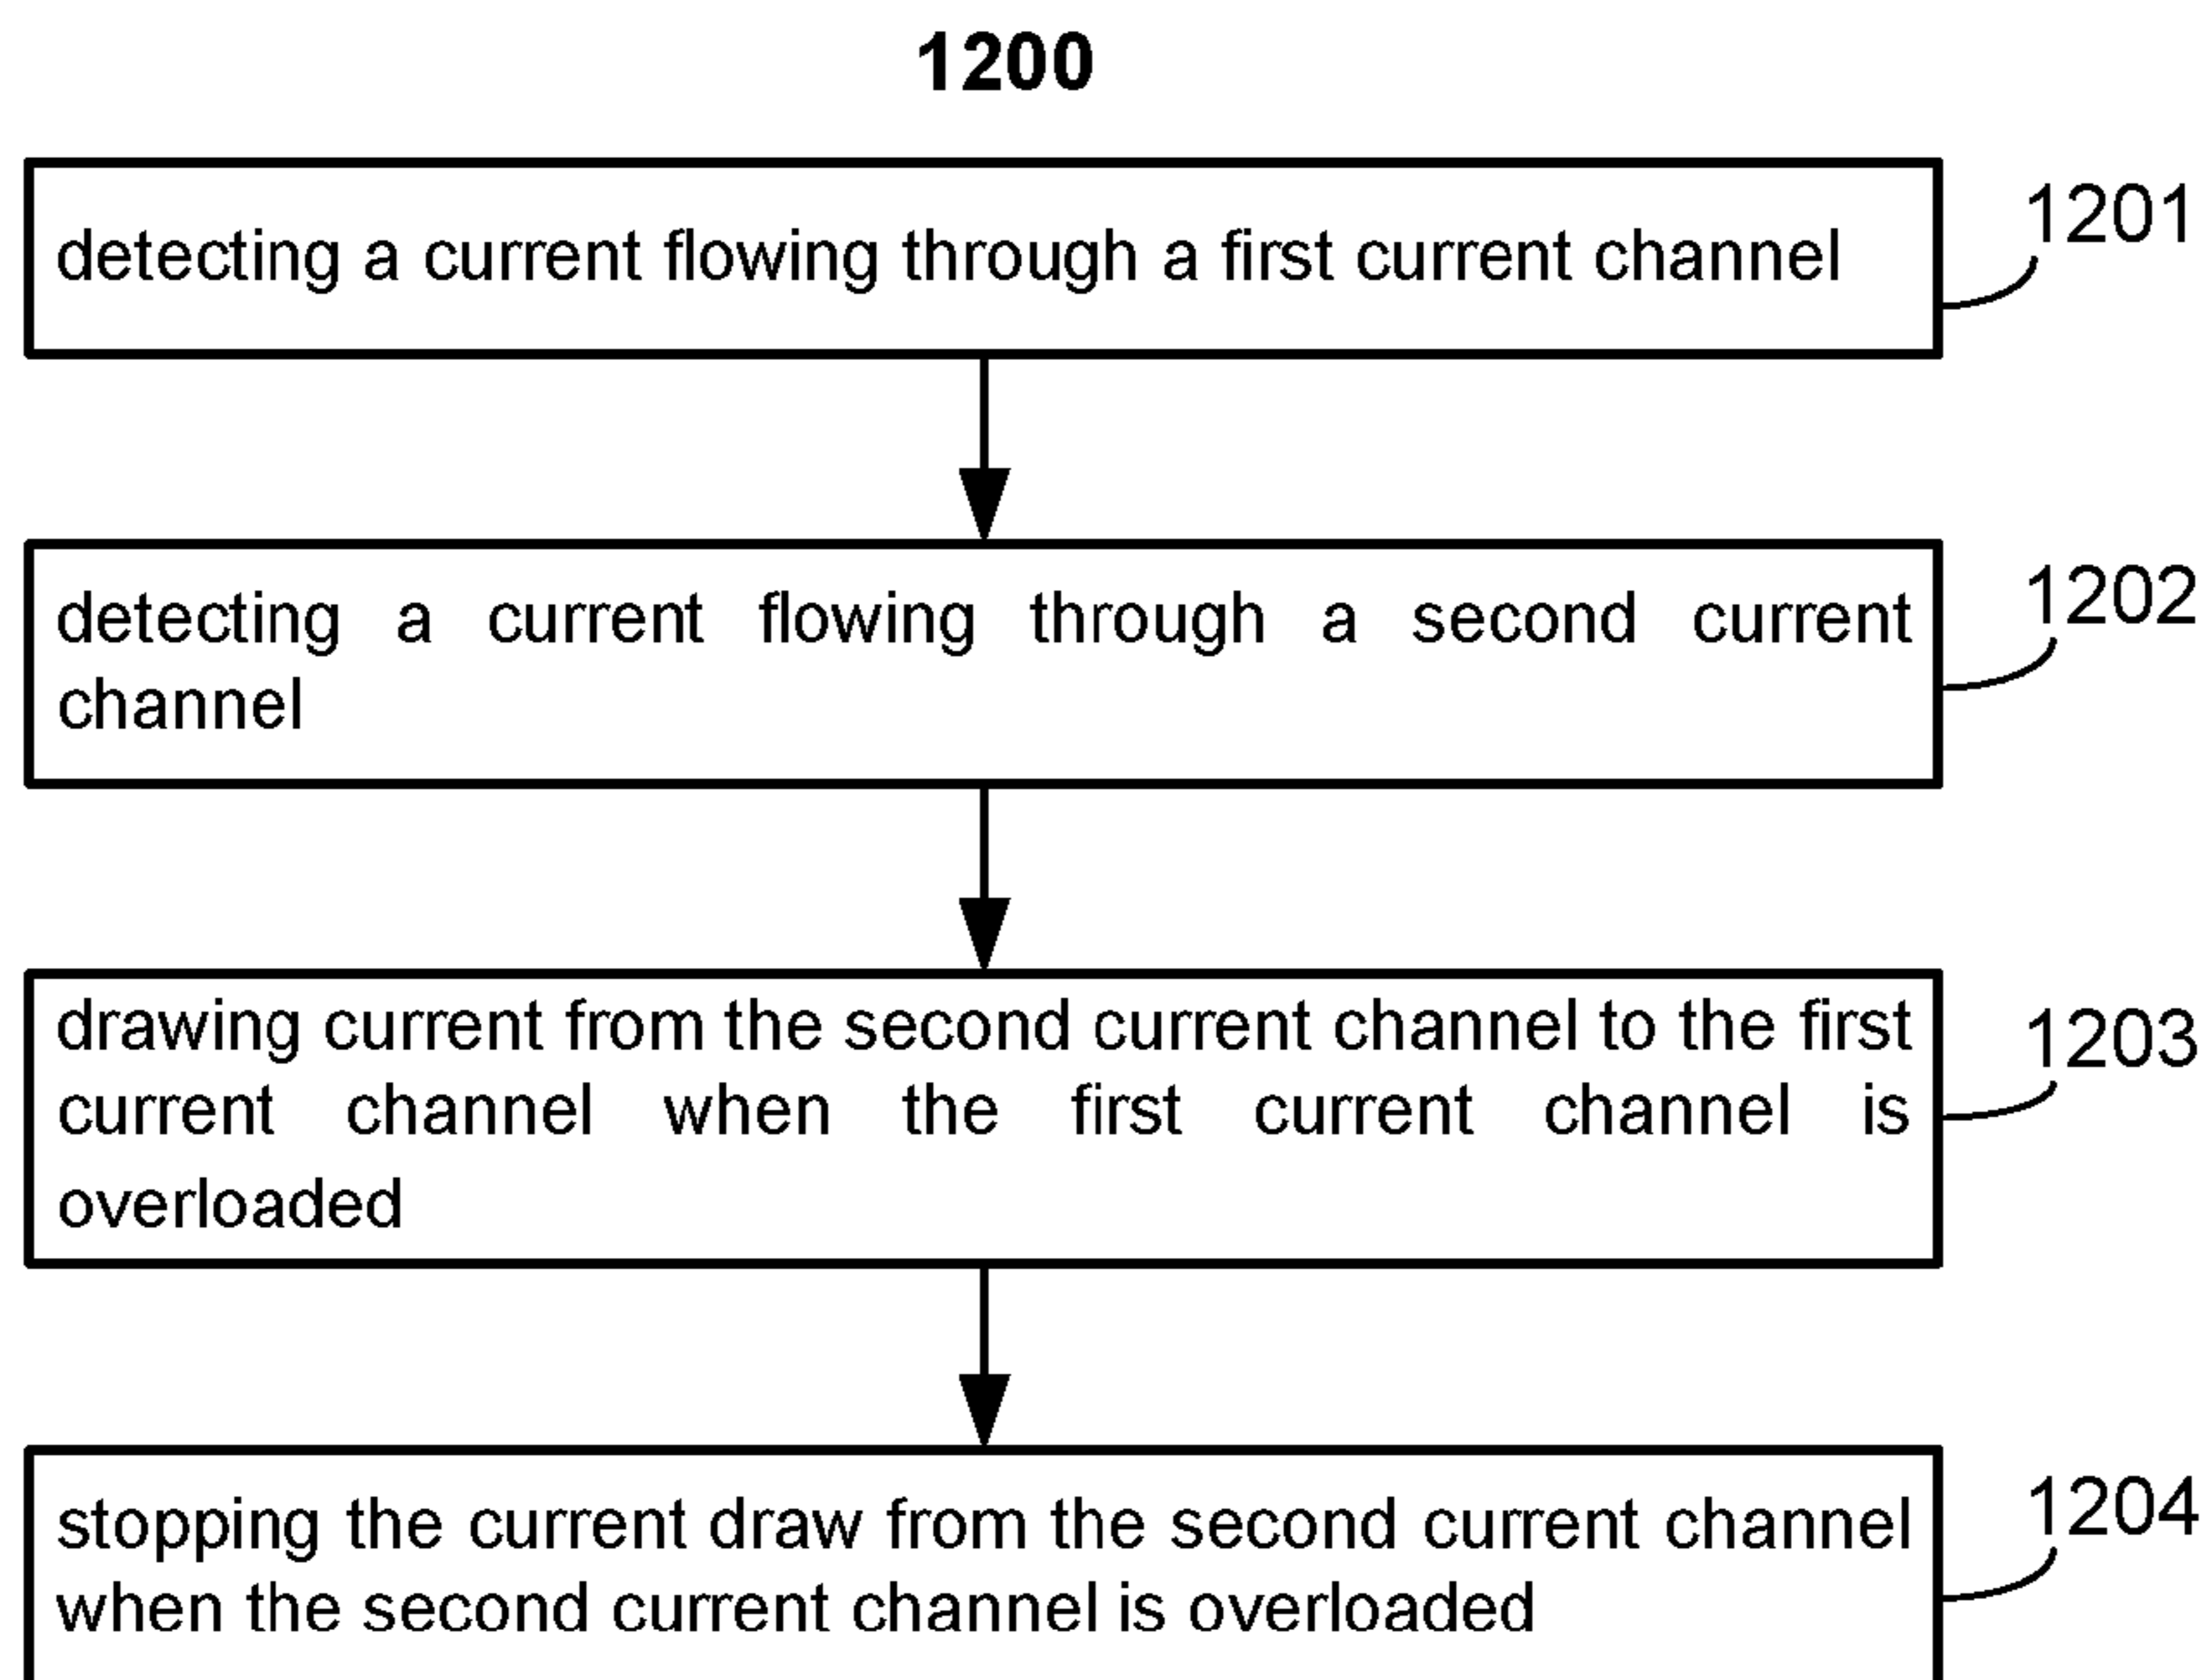 1200
detecting a current flowing through a first current channel
1201
detecting a current flowing through a second current
channel
1202
drawing current from the second current channel to the first
current channel when the first current channel is
overloaded
1203
stopping the current draw from the second current channel
when the second current channel is overloaded
1204